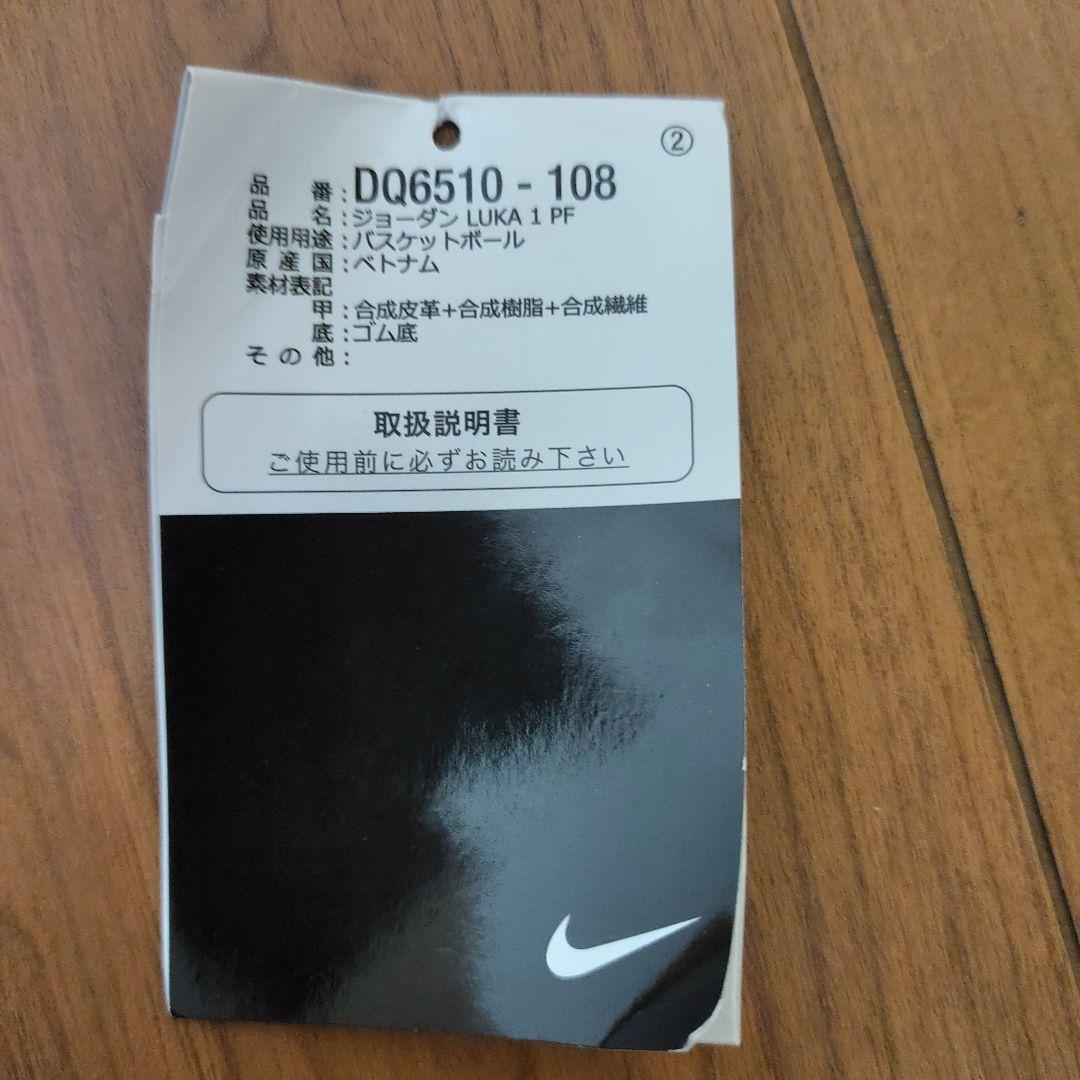 ②
品番:DQ6510 - 108
品名:ジョーダン LUKA 1 PF
使用用途:バスケットボール
原産国:ベトナム
素材表記
甲:合成皮革+合成樹脂+合成繊維
底:ゴム底
その他:
取扱説明書
ご使用前に必ずお読み下さい